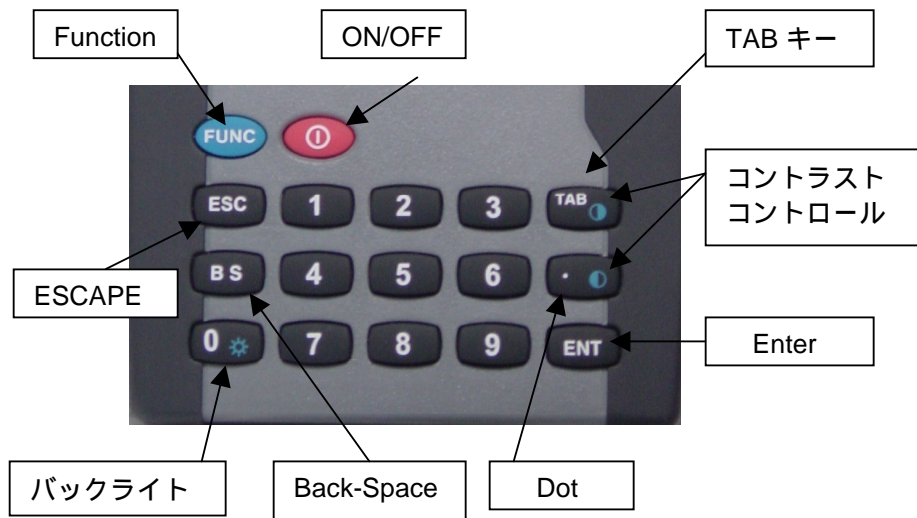 Function
ON/OFF
TAB キー
FUNC
ESC 1 2 3 TAB
コントラスト
コントロール
BS 4 5 6 .
ESCAPE
0 7 8 9 ENT
Enter
バックライト
Back-Space
Dot